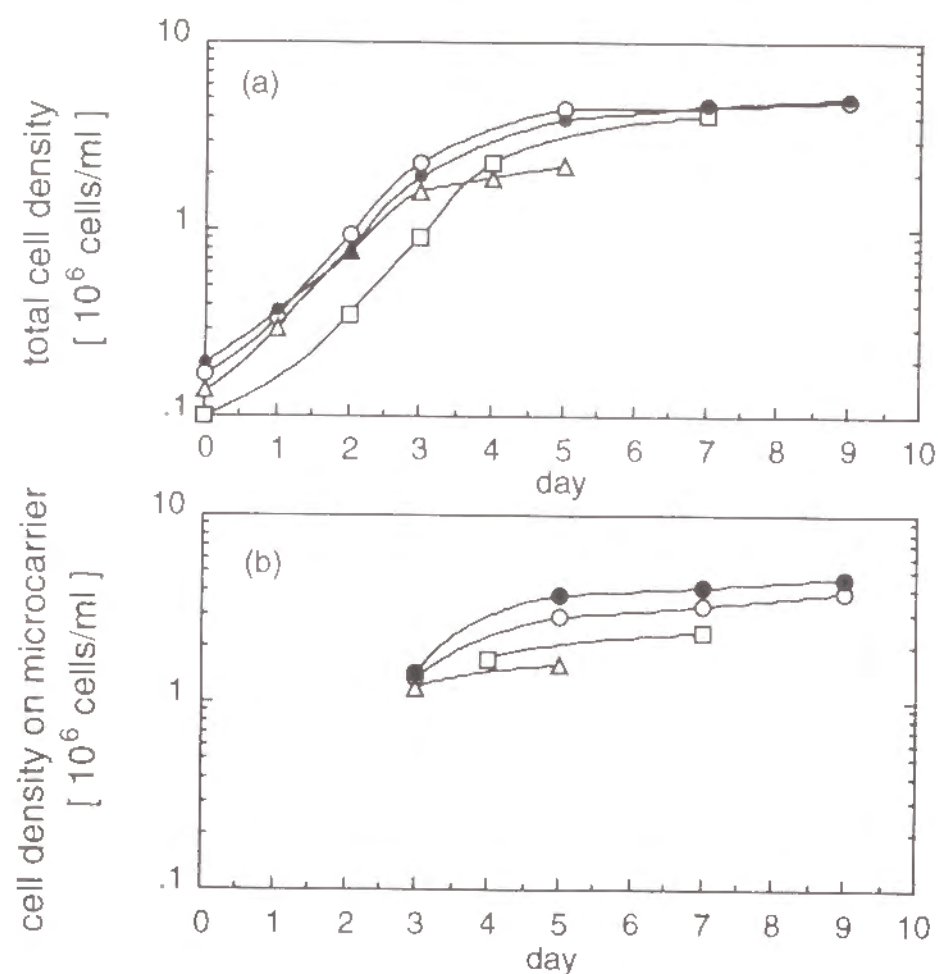 total cell density
[ 10⁶ cells/ml ]
10
1
.1
(a)
0 1 2 3 4 5 6 7 8 9 10
day
cell density on microcarrier
[ 10⁶ cells/ml ]
10
1
.1
(b)
0 1 2 3 4 5 6 7 8 9 10
day